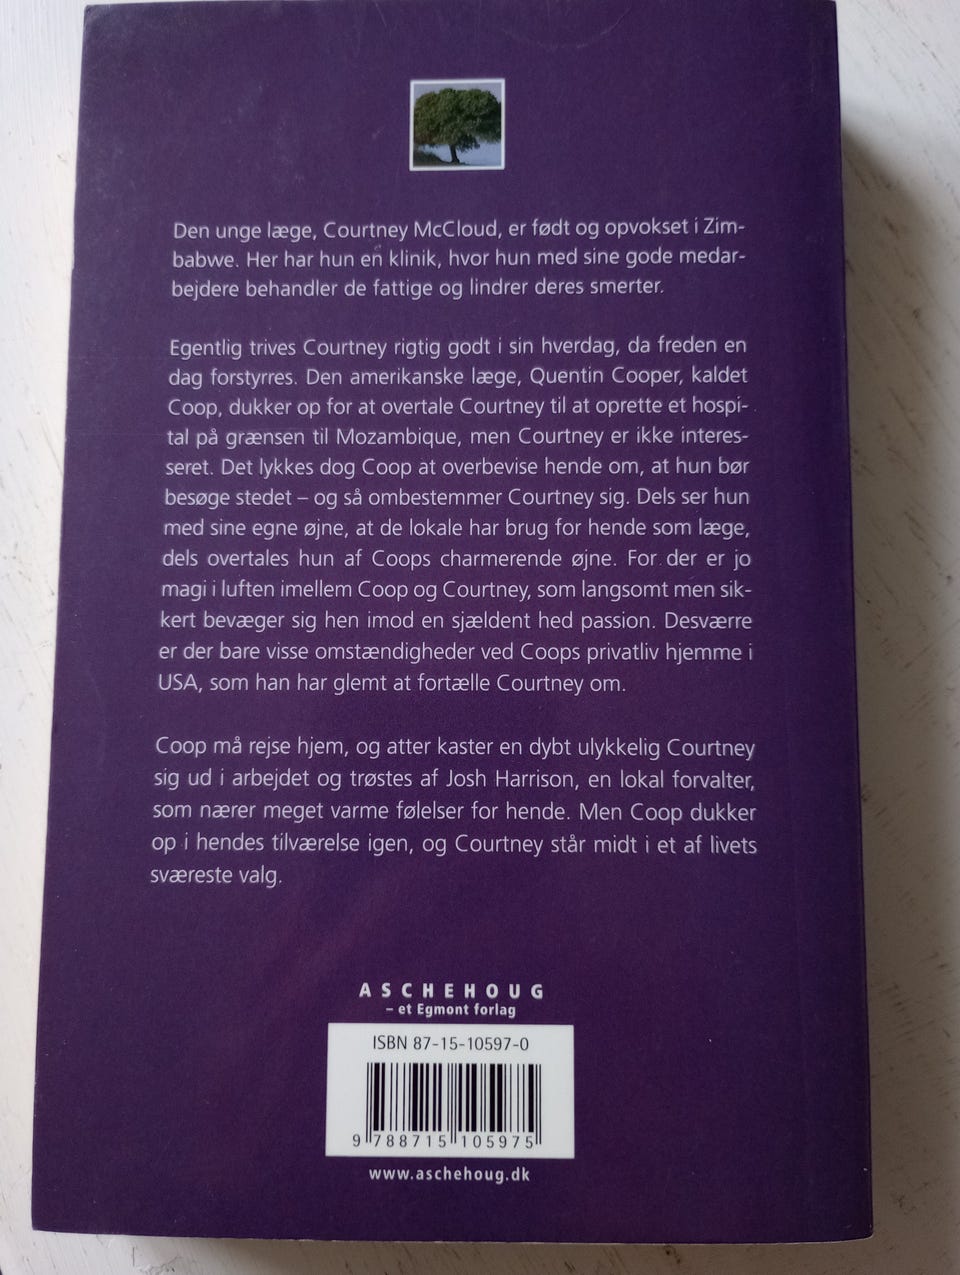 Den unge læge, Courtney McCloud, er født og opvokset i Zim-
babwe. Her har hun en klinik, hvor hun med sine gode medar-
bejdere behandler de fattige og lindrer deres smerter.
Egentlig trives Courtney rigtig godt i sin hverdag, da freden en
dag forstyrres. Den amerikanske læge, Quentin Cooper, kaldet
Coop, dukker op for at overtale Courtney til at oprette et hospi-
tal på grænsen til Mozambique, men Courtney er ikke interes-
seret. Det lykkes dog Coop at overbevise hende om, at hun bør
besøge stedet – og så ombestemmer Courtney sig. Dels ser hun
med sine egne øjne, at de lokale har brug for hende som læge,
dels overtales hun af Coops charmerende øjne. For der er jo
magi i luften imellem Coop og Courtney, som langsomt men sik-
kert bevæger sig hen imod en sjældent hed passion. Desværre
er der bare visse omstændigheder ved Coops privatliv hjemme i
USA, som han har glemt at fortælle Courtney om.
Coop må rejse hjem, og atter kaster en dybt ulykkelig Courtney
sig ud i arbejdet og trøstes af Josh Harrison, en lokal forvalter,
som nærer meget varme følelser for hende. Men Coop dukker
op i hendes tilværelse igen, og Courtney står midt i et af livets
sværeste valg.
ASCHEHOUG
– et Egmont forlag
ISBN 87-15-10597-0
9 788715 105975
www.aschehoug.dk